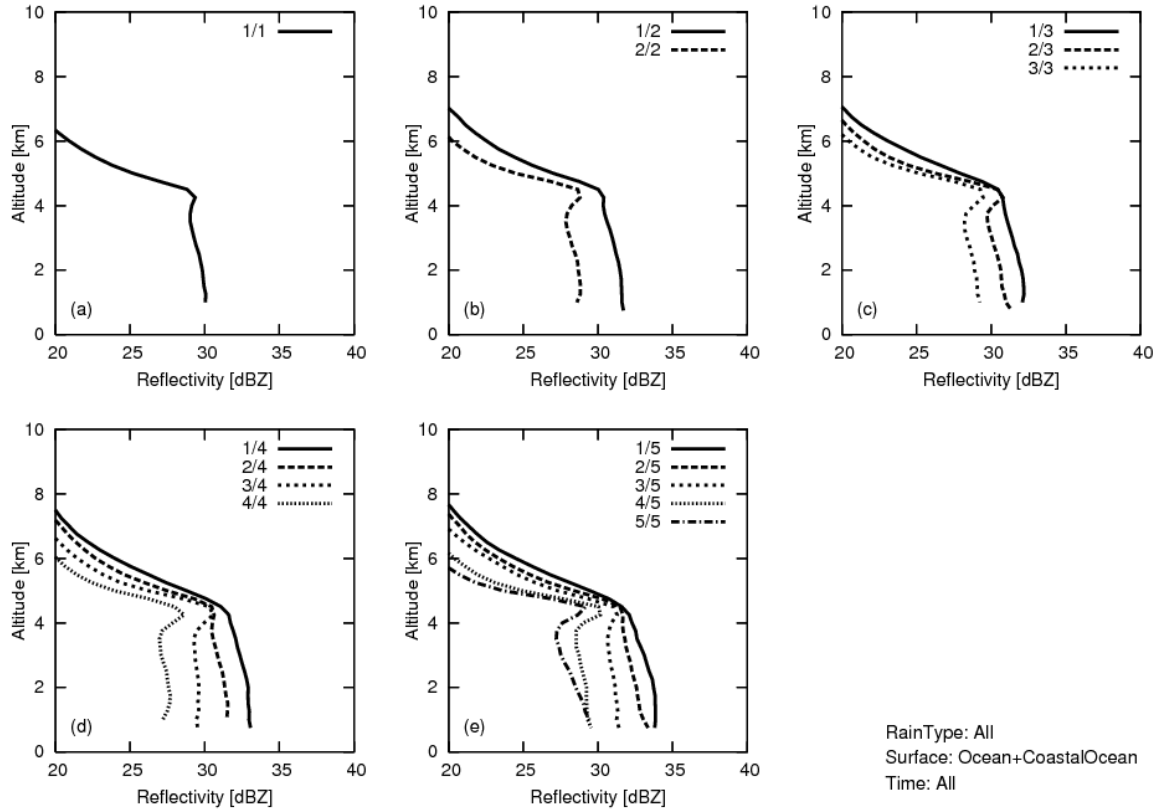 10
8
6
4
2
0
Altitude [km]
1/1
(a)
20 25 30 35 40
Reflectivity [dBZ]
10
8
6
4
2
0
Altitude [km]
1/2
2/2
(b)
20 25 30 35 40
Reflectivity [dBZ]
10
8
6
4
2
0
Altitude [km]
1/3
2/3
3/3
(c)
20 25 30 35 40
Reflectivity [dBZ]
10
8
6
4
2
0
Altitude [km]
1/4
2/4
3/4
4/4
(d)
20 25 30 35 40
Reflectivity [dBZ]
10
8
6
4
2
0
Altitude [km]
1/5
2/5
3/5
4/5
5/5
(e)
20 25 30 35 40
Reflectivity [dBZ]
RainType: All
Surface: Ocean+CoastalOcean
Time: All